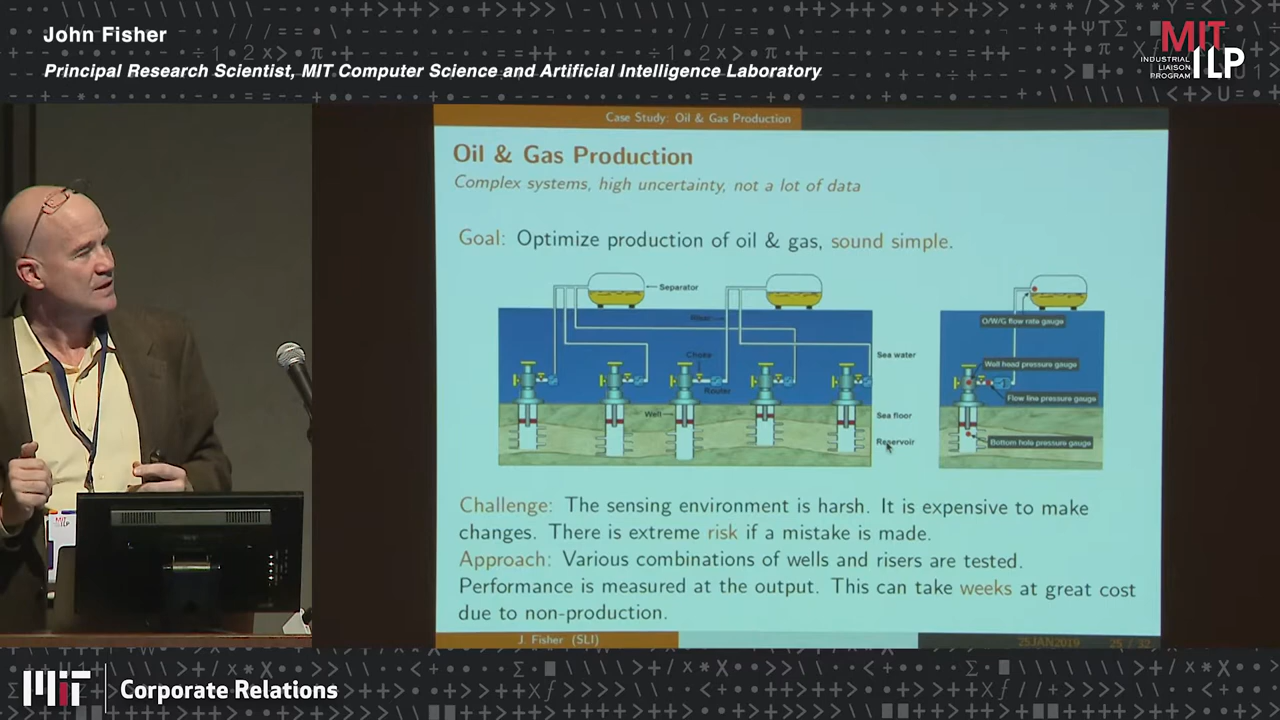 John Fisher
Principal Research Scientist, MIT Computer Science and Artificial Intelligence Laboratory
MIT
INDUSTRIAL
LIAISON
PROGRAM
ILP
Case Study: Oil & Gas Production
Oil & Gas Production
Complex systems, high uncertainty, not a lot of data
Goal: Optimize production of oil & gas, sound simple.
Separator
Riser
Choke
Router
Well
Sea water
Sea floor
Reservoir
O/W/G flow rate gauge
Well head pressure gauge
Flow line pressure gauge
Bottom hole pressure gauge
Challenge: The sensing environment is harsh. It is expensive to make
changes. There is extreme risk if a mistake is made.
Approach: Various combinations of wells and risers are tested.
Performance is measured at the output. This can take weeks at great cost
due to non-production.
J. Fisher (SLI)
25JAN2019
25 / 32
MIT
ILP
MIT
Corporate Relations